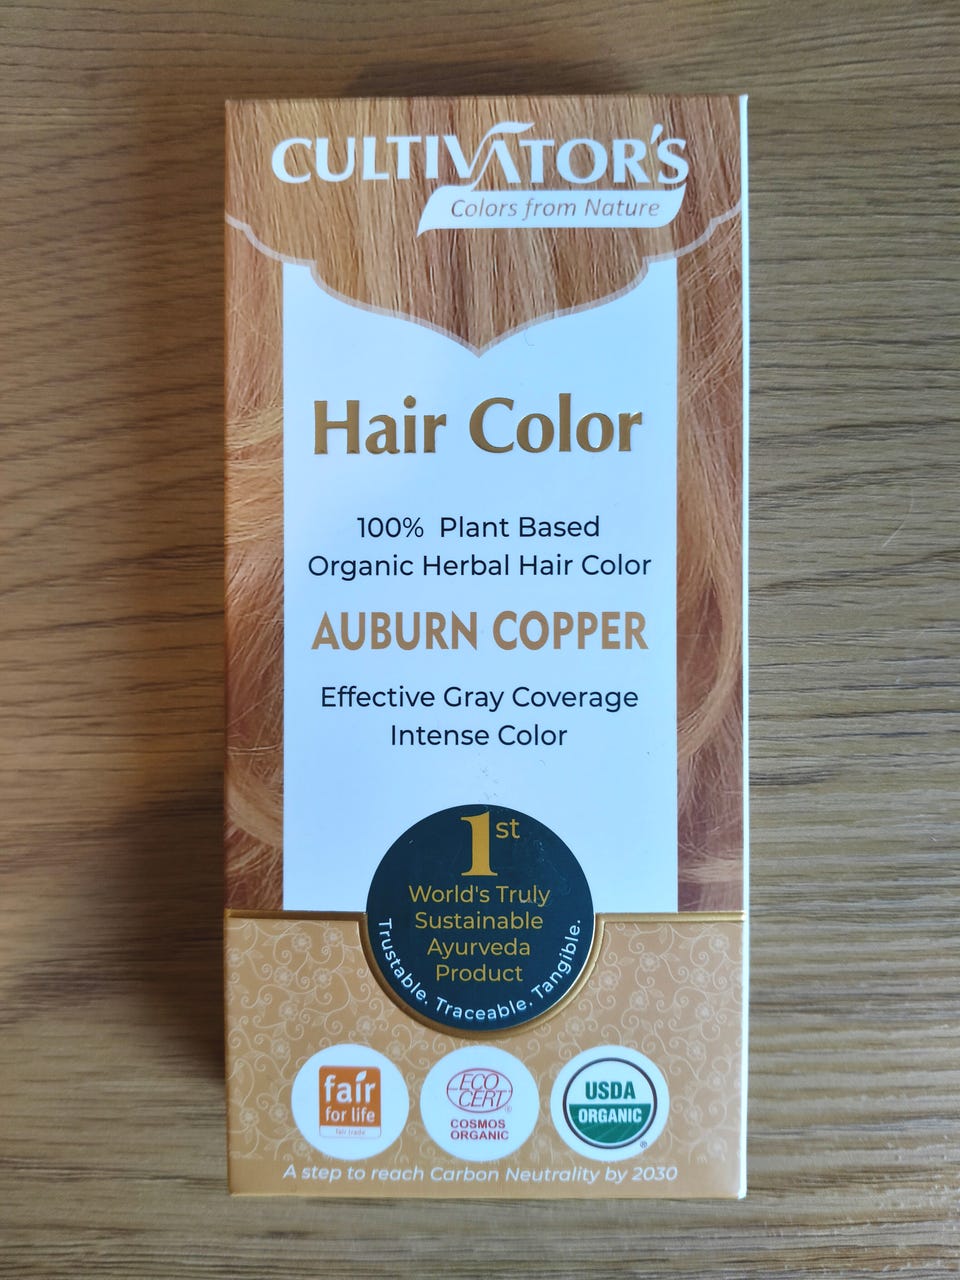 CULTIVATOR'S
Colors from Nature
Hair Color
100% Plant Based
Organic Herbal Hair Color
AUBURN COPPER
Effective Gray Coverage
Intense Color
1st
World's Truly
Sustainable
Ayurveda
Product
Trustable. Traceable. Tangible.
fair
for life
fair trade
ECO
CERT®
COSMOS
ORGANIC
USDA
ORGANIC
®
A step to reach Carbon Neutrality by 2030